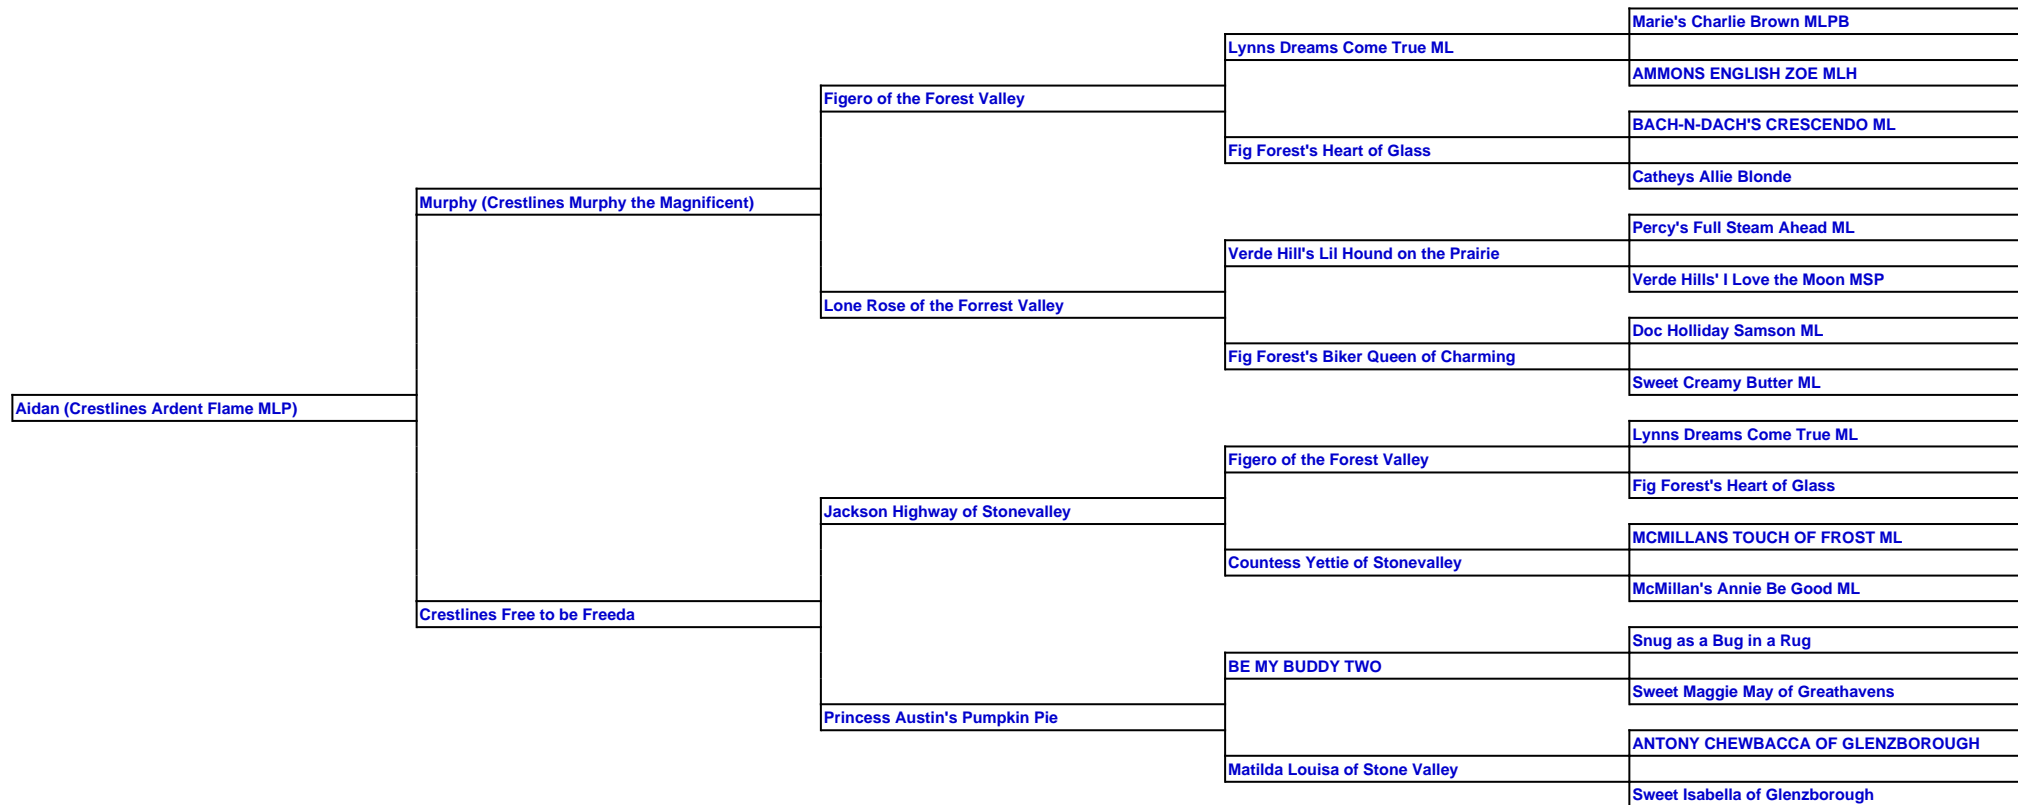 Marie's Charlie Brown MLPB
Lynns Dreams Come True ML
AMMONS ENGLISH ZOE MLH
Figero of the Forest Valley
BACH-N-DACH'S CRESCENDO ML
Fig Forest's Heart of Glass
Catheys Allie Blonde
Murphy (Crestlines Murphy the Magnificent)
Percy's Full Steam Ahead ML
Verde Hill's Lil Hound on the Prairie
Verde Hills' I Love the Moon MSP
Lone Rose of the Forrest Valley
Doc Holliday Samson ML
Fig Forest's Biker Queen of Charming
Sweet Creamy Butter ML
Aidan (Crestlines Ardent Flame MLP)
Lynns Dreams Come True ML
Figero of the Forest Valley
Fig Forest's Heart of Glass
Jackson Highway of Stonevalley
MCMILLANS TOUCH OF FROST ML
Countess Yettie of Stonevalley
McMillan's Annie Be Good ML
Crestlines Free to be Freeda
Snug as a Bug in a Rug
BE MY BUDDY TWO
Sweet Maggie May of Greathavens
Princess Austin's Pumpkin Pie
ANTONY CHEWBACCA OF GLENZBOROUGH
Matilda Louisa of Stone Valley
Sweet Isabella of Glenzborough